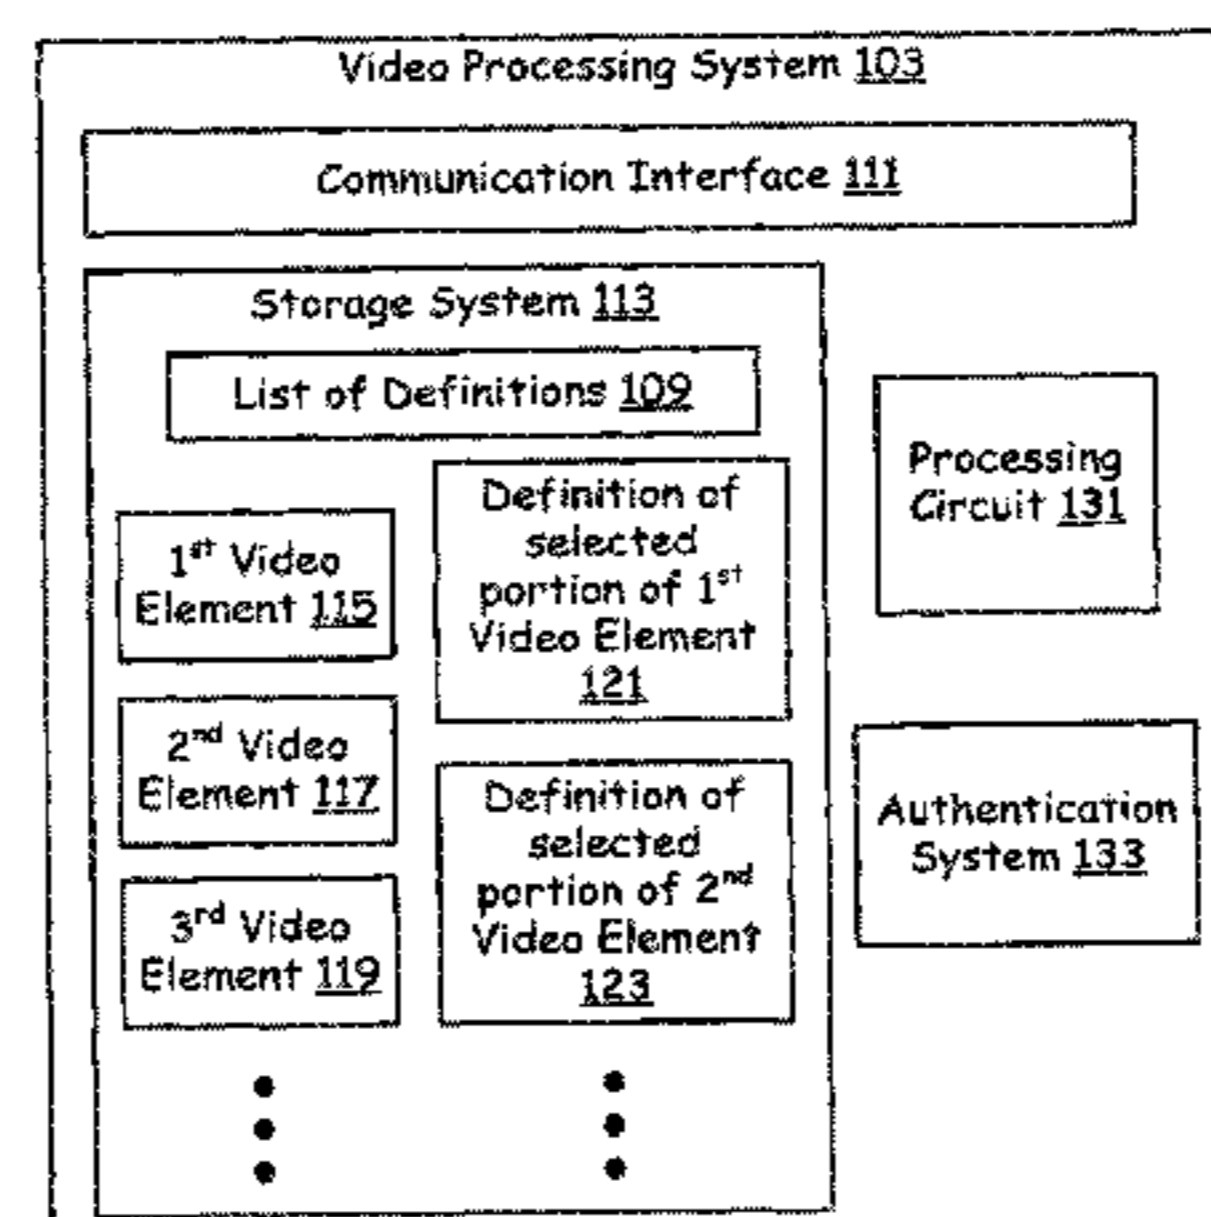 Video Processing System 103
Communication Interface 111
Storage System 113
List of Definitions 109
1st Video
Element 115
2nd Video
Element 117
3rd Video
Element 119
Definition of
selected
portion of 1st
Video Element
121
Definition of
selected
portion of 2nd
Video Element
123
Processing
Circuit 131
Authentication
System 133